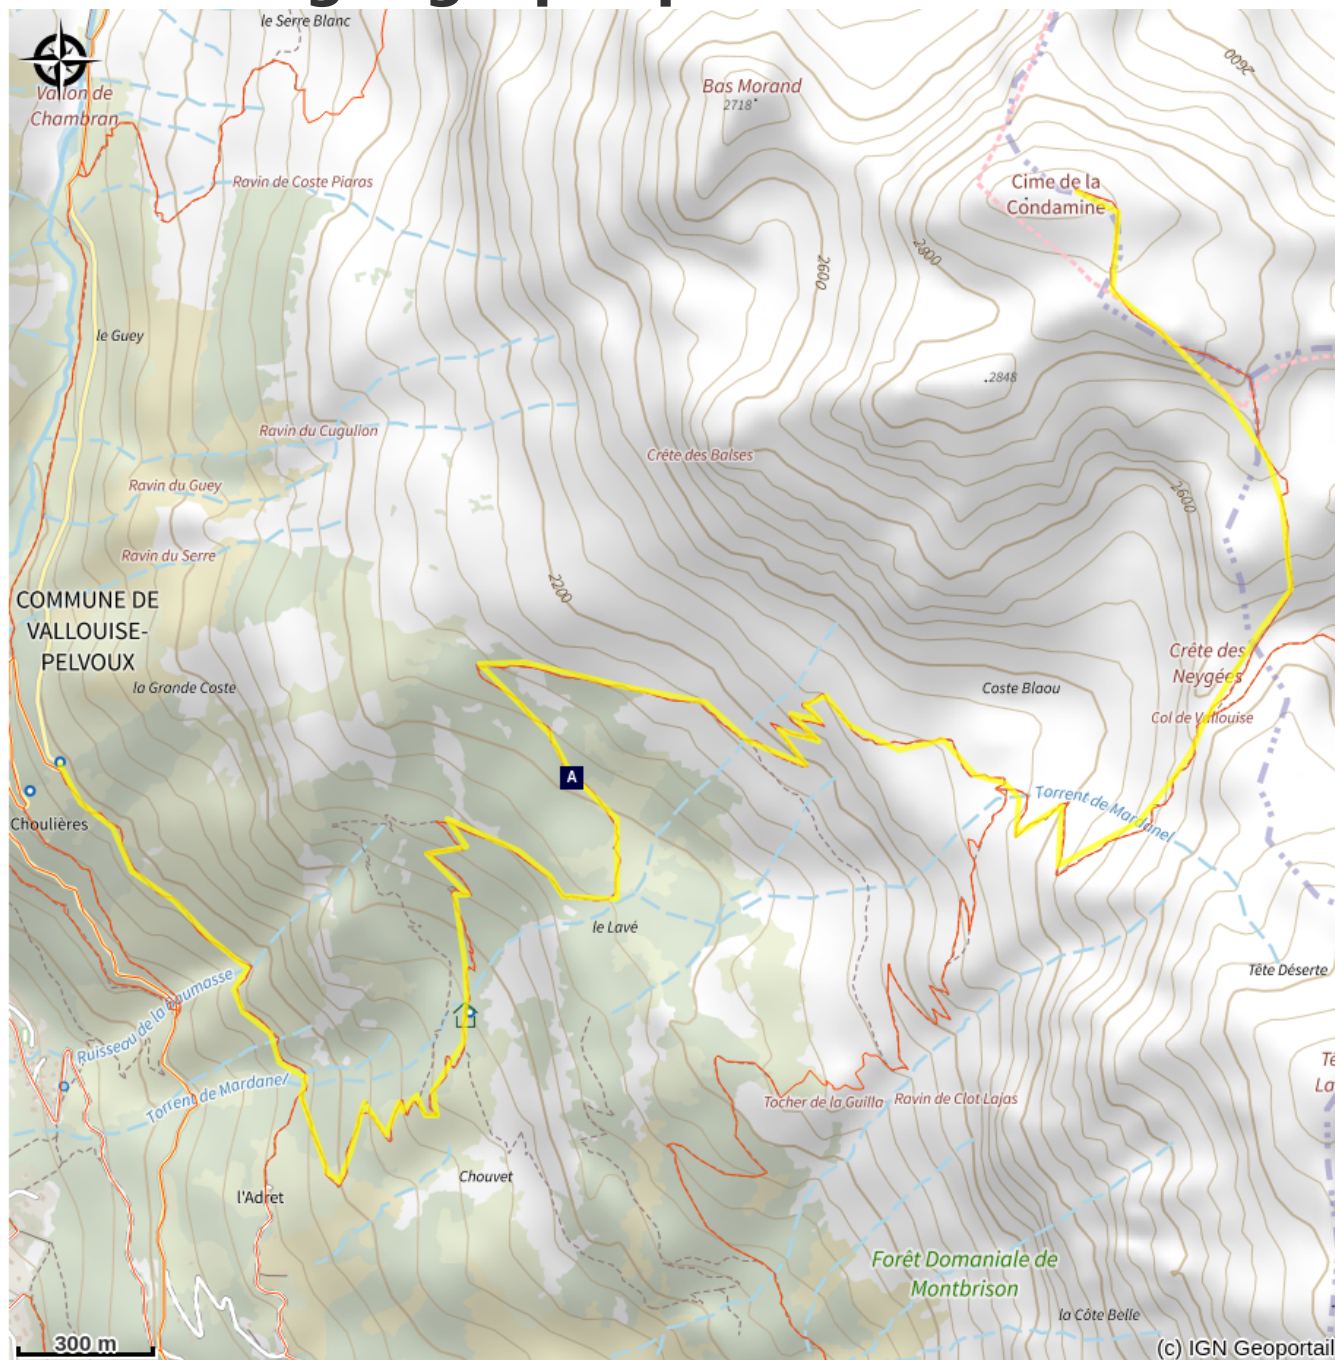 le Serre Blanc
2600
Bas Morand
2718
Vallon de
Chambran
Ravin de Coste Piaras
Cime de la
Condamine
2800
2600
le Guey
2848
Ravin du Cugulion
Crête des Balses
Ravin du Guey
2600
Ravin du Serre
2200
COMMUNE DE
VALLOUISE-
PELVOUX
Crête des
Neygées
la Grande Coste
Coste Blaou
Col de Vallouise
A
Torrent de Mardanel
Choulières
le Lavé
Tête Déserte
Ruisseau de la Baumasse
Torrent de Mardanel
Tocher de la Guilla
Ravin de Clot Lajas
Chouvet
l'Adret
Forêt Domaniale de
Montbrison
la Côte Belle
300 m
(c) IGN Geoportail